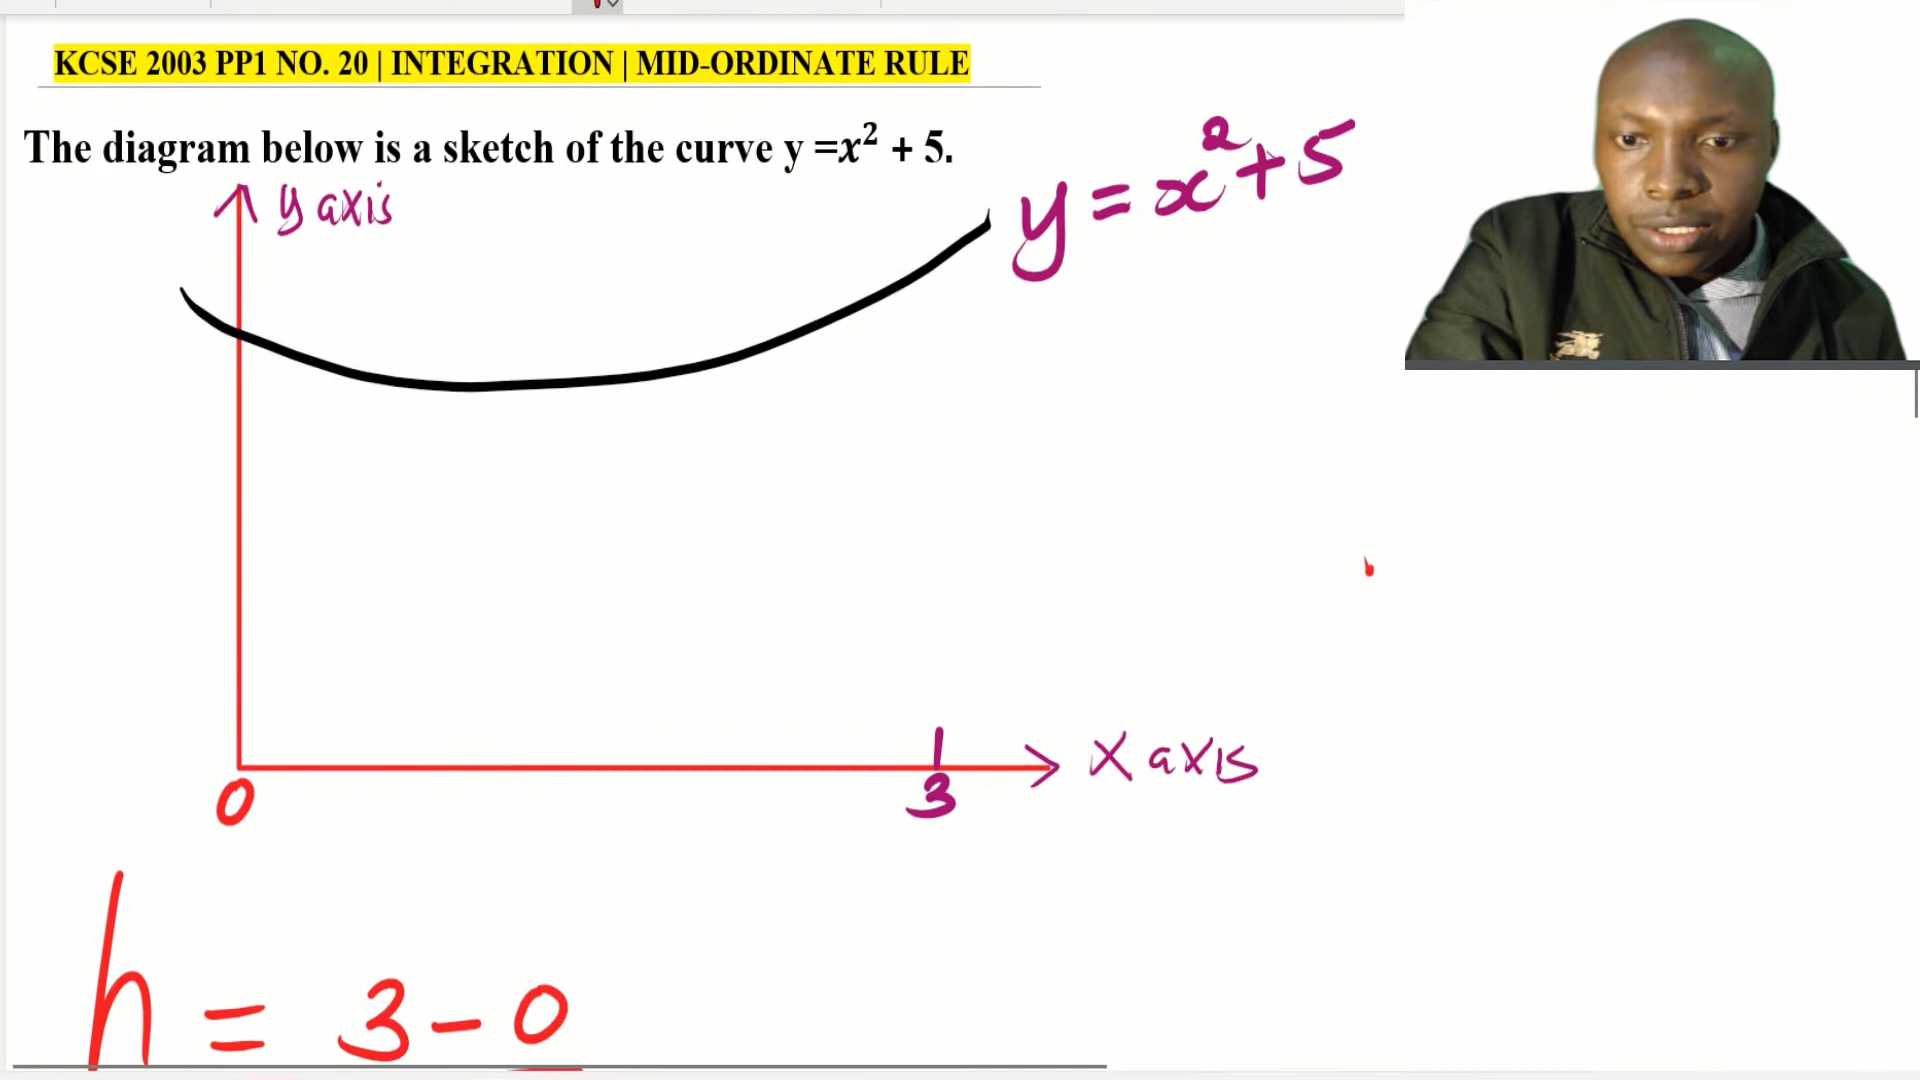 KCSE 2003 PP1 NO. 20 | INTEGRATION | MID-ORDINATE RULE
The diagram below is a sketch of the curve y =x² + 5.
y axis
y = x² + 5
X axis
0
3
h = 3 - 0